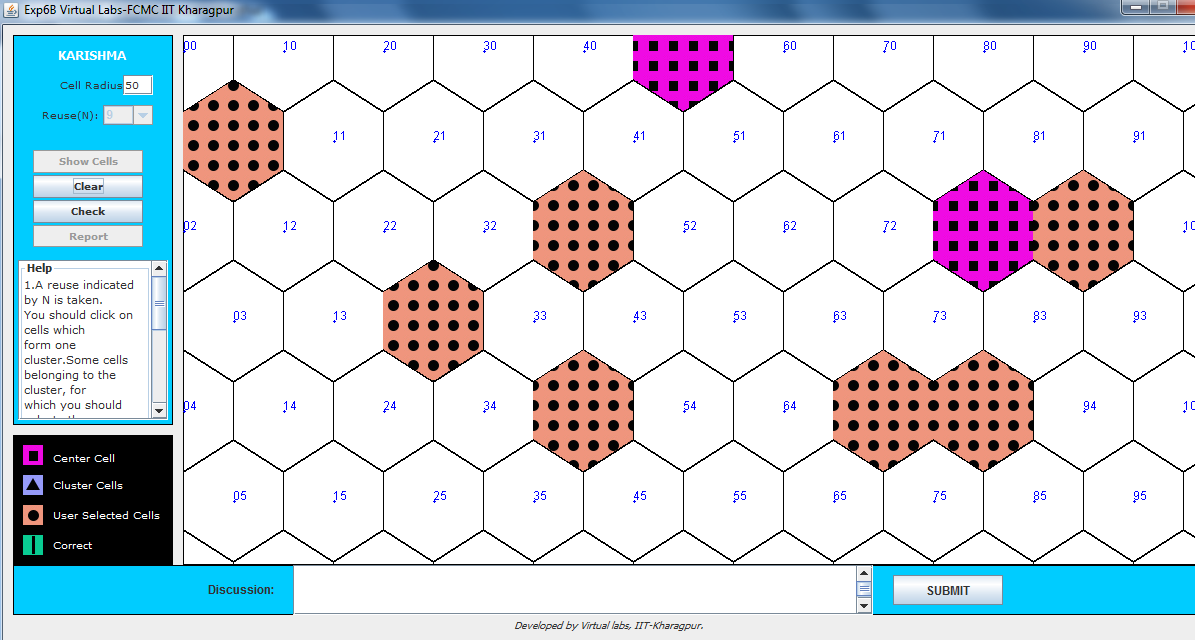 Exp6B Virtual Labs-FCMC IIT Kharagpur
KARISHMA
Cell Radius 50
Reuse(N): 9
Show Cells
Clear
Check
Report
Help
1.A reuse indicated
by N is taken.
You should click on
cells which
form one
cluster.Some cells
belonging to the
cluster, for
which you should
Center Cell
Cluster Cells
User Selected Cells
Correct
00 10 20 30 40 60 70 80 90 10
11 21 31 41 51 61 71 81 91
02 12 22 32 52 62 72 10
03 13 33 43 53 63 73 83 93
04 14 24 34 54 64 94 10
05 15 25 35 45 55 65 75 85 95
Discussion:
SUBMIT
Developed by Virtual labs, IIT-Kharagpur.